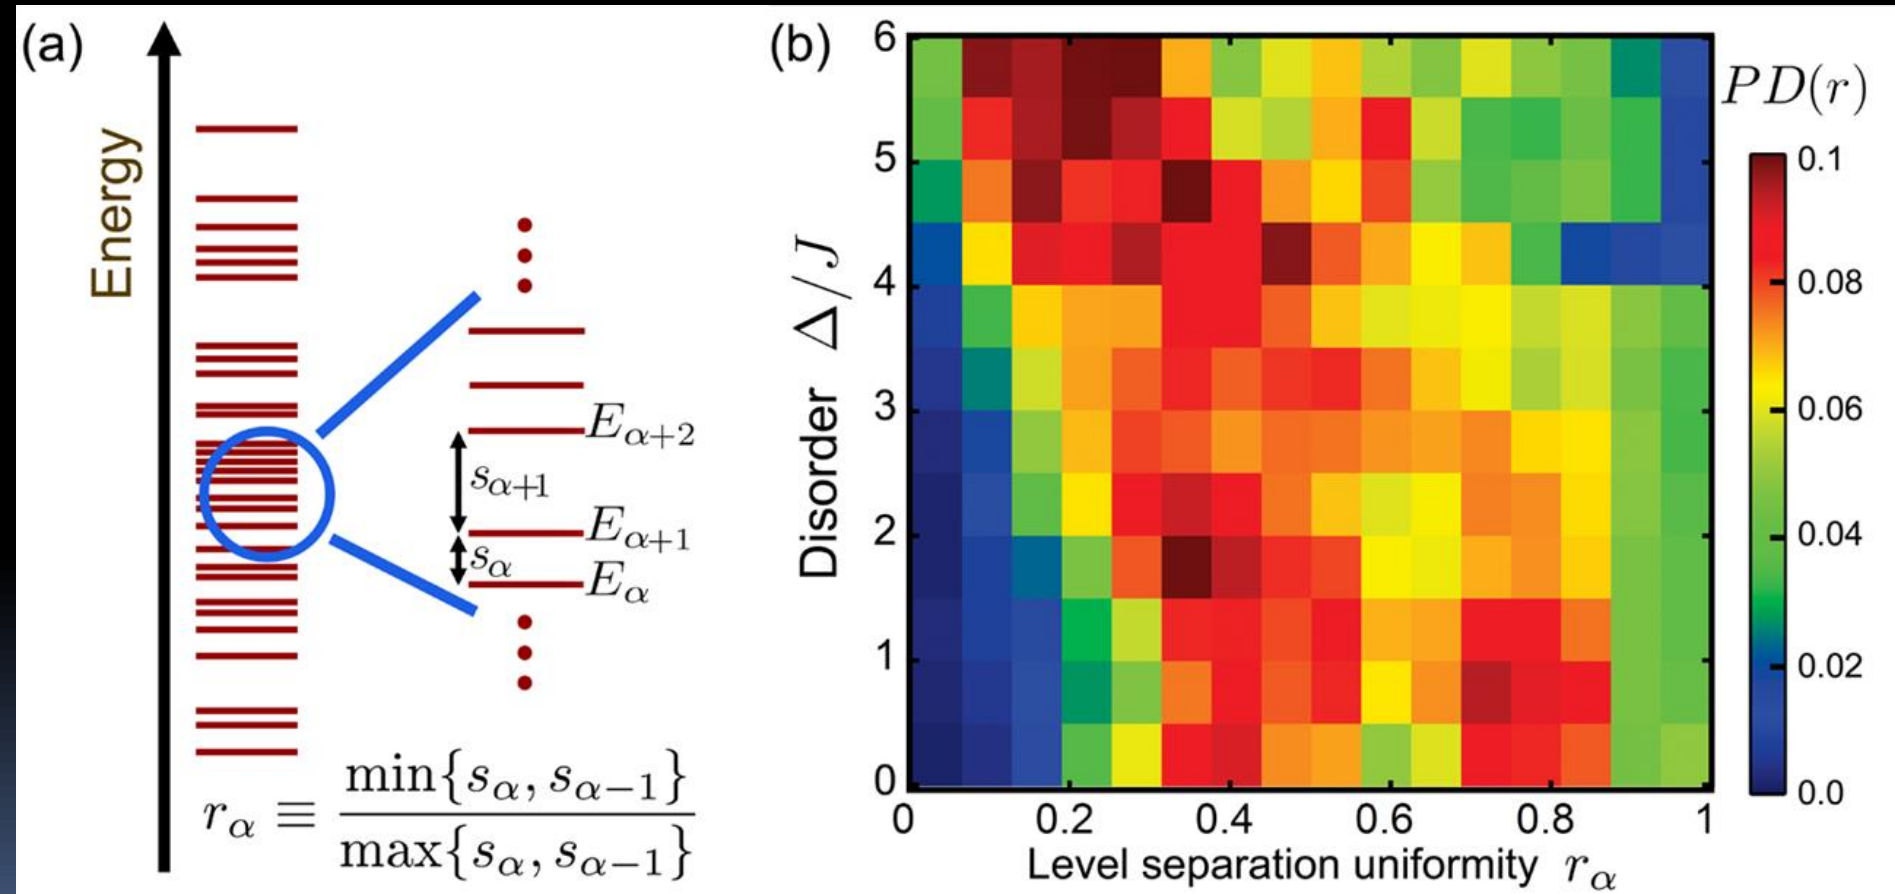 (a)
Energy
E_{α+2}
s_{α+1}
E_{α+1}
s_α
E_α
r_α ≡ min{s_α, s_{α−1}} / max{s_α, s_{α−1}}
(b)
Disorder Δ/J
6
5
4
3
2
1
0
0 0.2 0.4 0.6 0.8 1
Level separation uniformity r_α
PD(r)
0.1
0.08
0.06
0.04
0.02
0.0